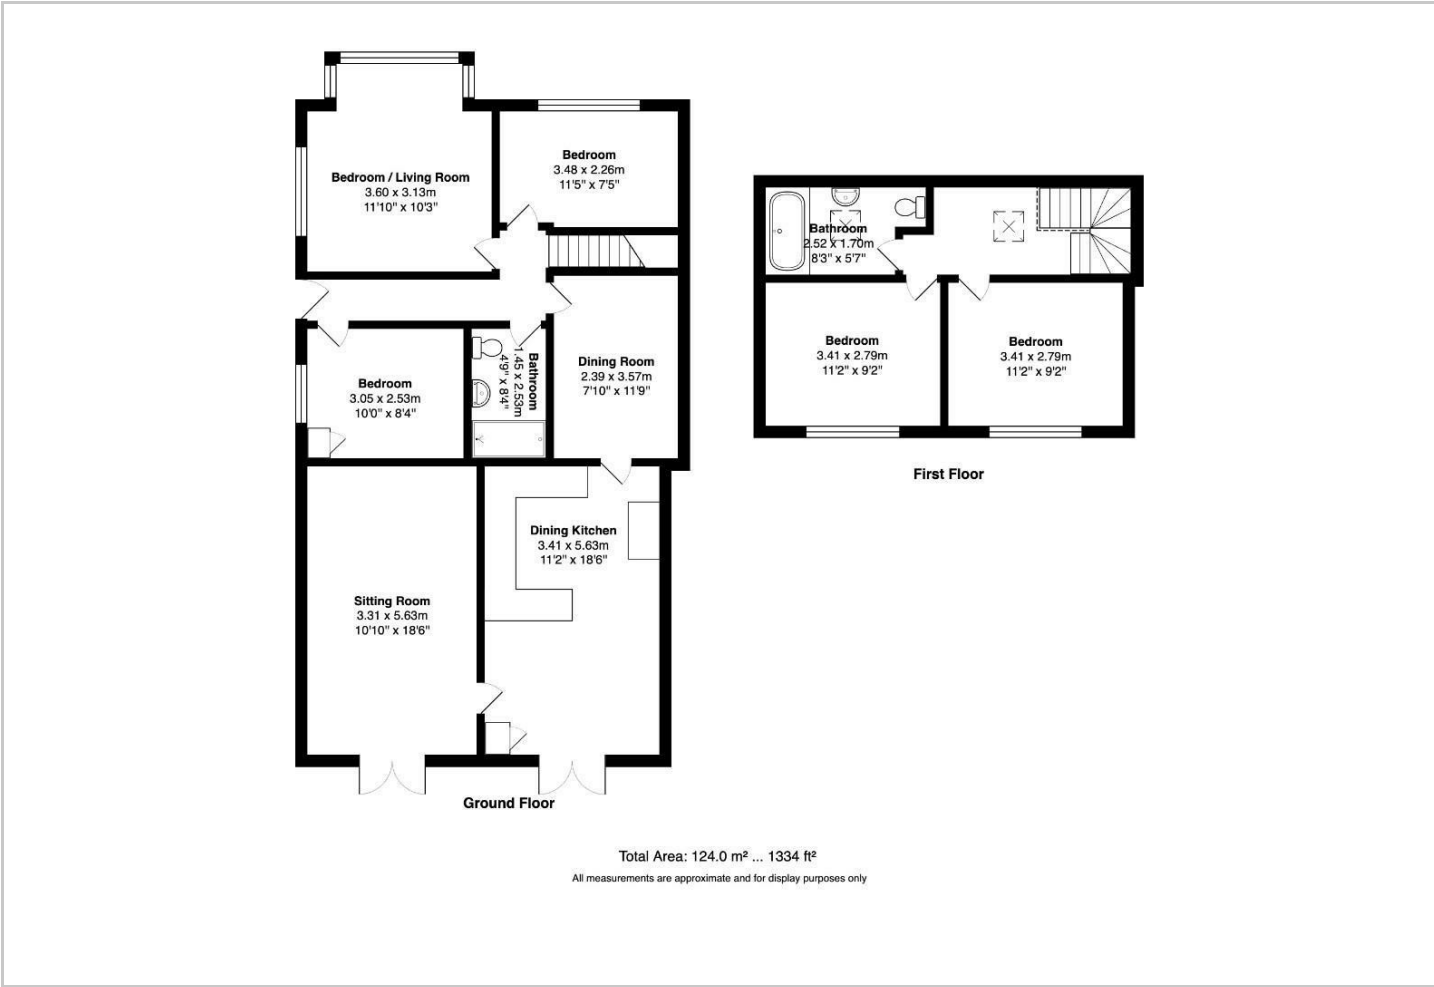 Bedroom / Living Room
3.60 x 3.13m
11'10" x 10'3"
Bedroom
3.48 x 2.26m
11'5" x 7'5"
Bedroom
3.05 x 2.53m
10'0" x 8'4"
Bathroom
1.45 x 2.53m
4'9" x 8'4"
Dining Room
2.39 x 3.57m
7'10" x 11'9"
Dining Kitchen
3.41 x 5.63m
11'2" x 18'6"
Sitting Room
3.31 x 5.63m
10'10" x 18'6"
Ground Floor
Bathroom
2.52 x 1.70m
8'3" x 5'7"
Bedroom
3.41 x 2.79m
11'2" x 9'2"
Bedroom
3.41 x 2.79m
11'2" x 9'2"
First Floor
Total Area: 124.0 m² ... 1334 ft²
All measurements are approximate and for display purposes only